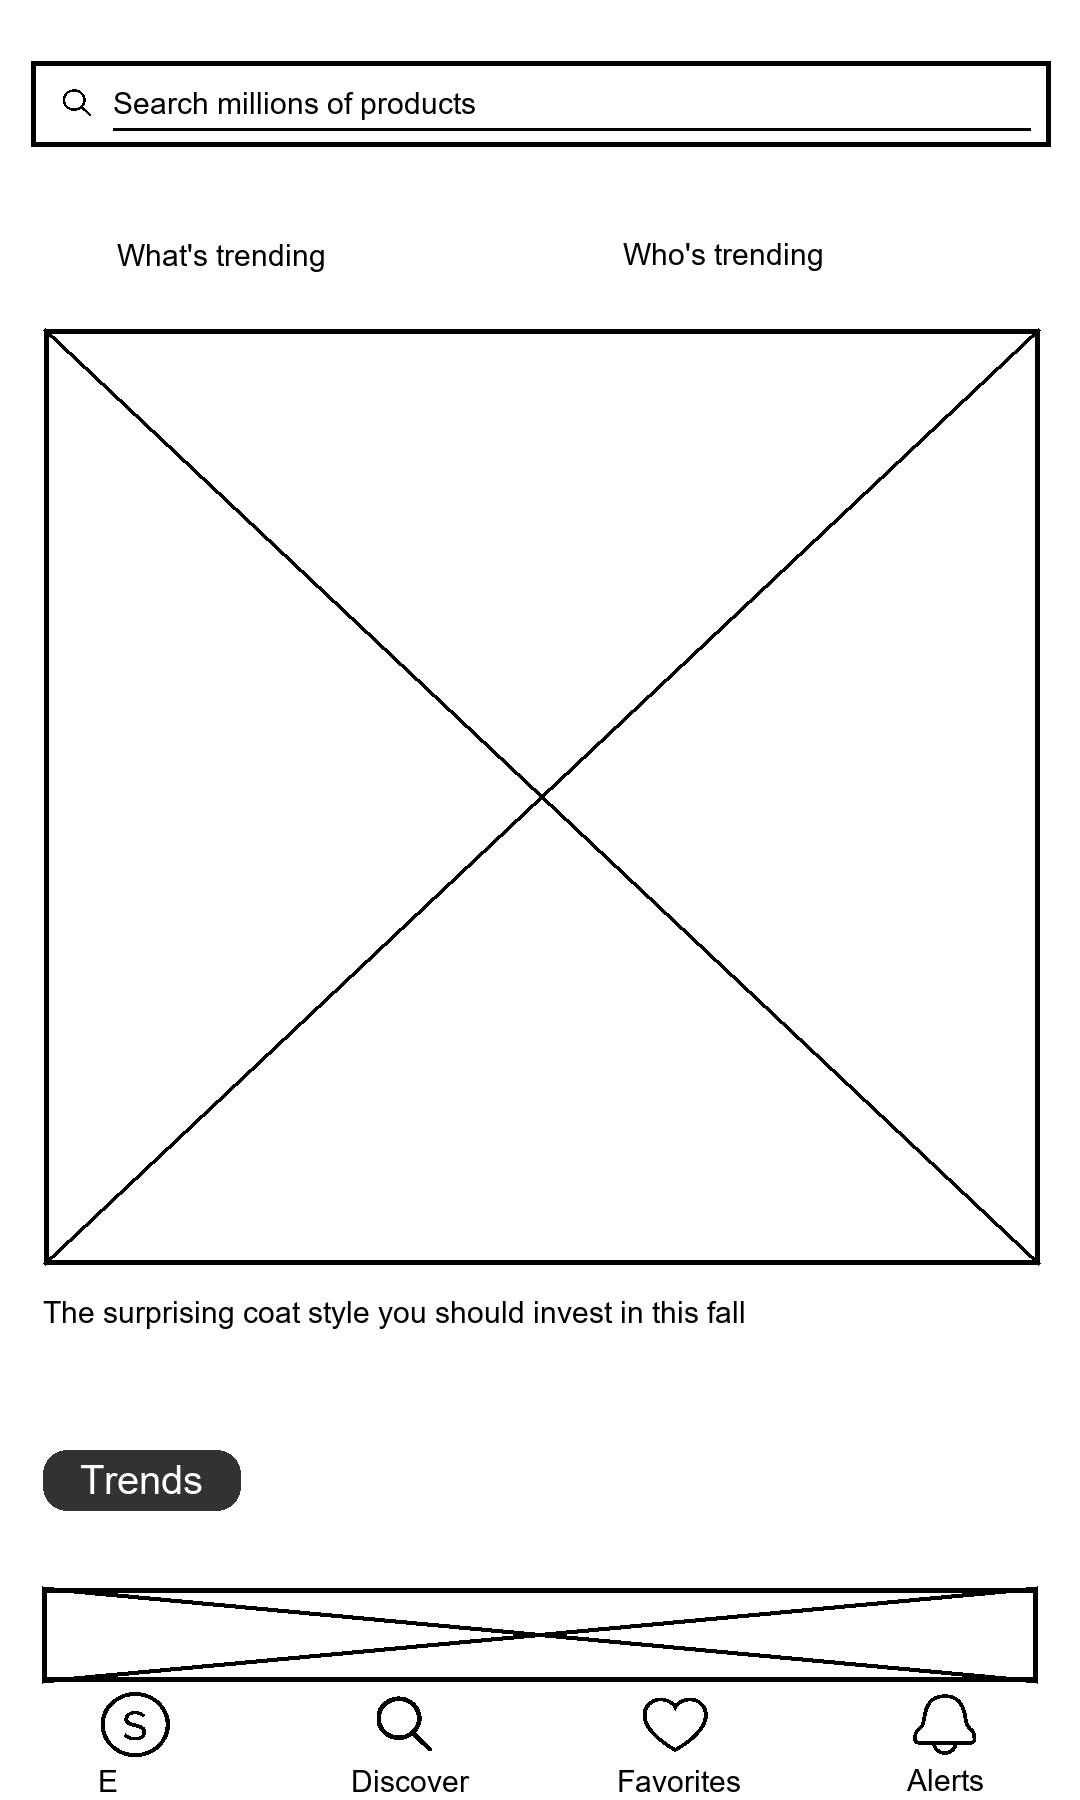 Search millions of products
What's trending
Who's trending
The surprising coat style you should invest in this fall
Trends
S
E
Discover
Favorites
Alerts